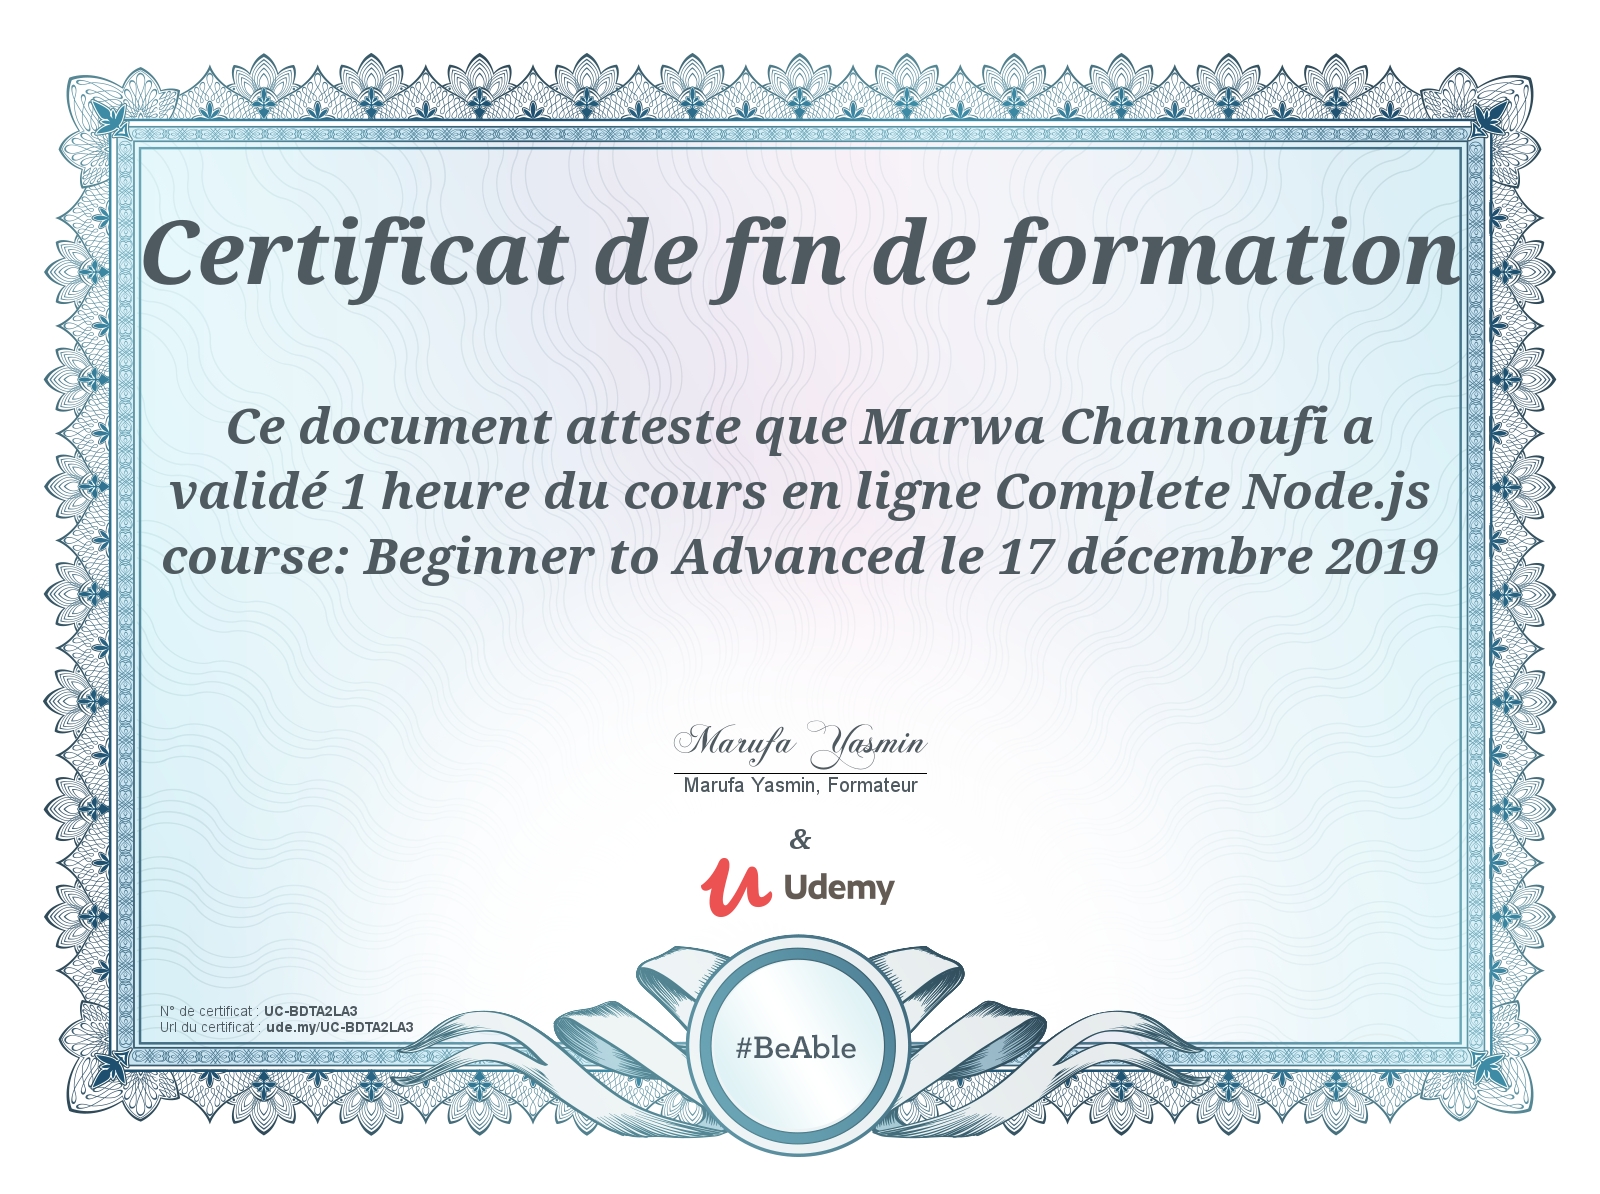 Certificat de fin de formation
Ce document atteste que Marwa Channoufi a
validé 1 heure du cours en ligne Complete Node.js
course: Beginner to Advanced le 17 décembre 2019
Marufa Yasmin
Marufa Yasmin, Formateur
&
Udemy
N° de certificat : UC-BDTA2LA3
Url du certificat : ude.my/UC-BDTA2LA3
#BeAble